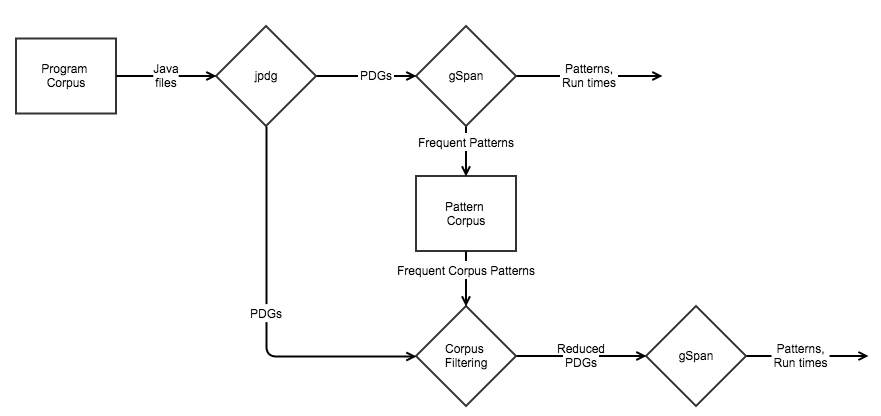 Program
Corpus
Java
files
jpdg
PDGs
gSpan
Patterns,
Run times
Frequent Patterns
Pattern
Corpus
Frequent Corpus Patterns
PDGs
Corpus
Filtering
Reduced
PDGs
gSpan
Patterns,
Run times